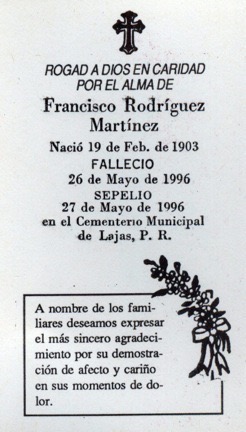 ROGAD A DIOS EN CARIDAD
POR EL ALMA DE
Francisco Rodríguez
Martínez
Nació 19 de Feb. de 1903
FALLECIO
26 de Mayo de 1996
SEPELIO
27 de Mayo de 1996
en el Cementerio Municipal
de Lajas, P. R.
A nombre de los fami-
liares deseamos expresar
el más sincero agradeci-
miento por su demostra-
ción de afecto y cariño
en sus momentos de do-
lor.